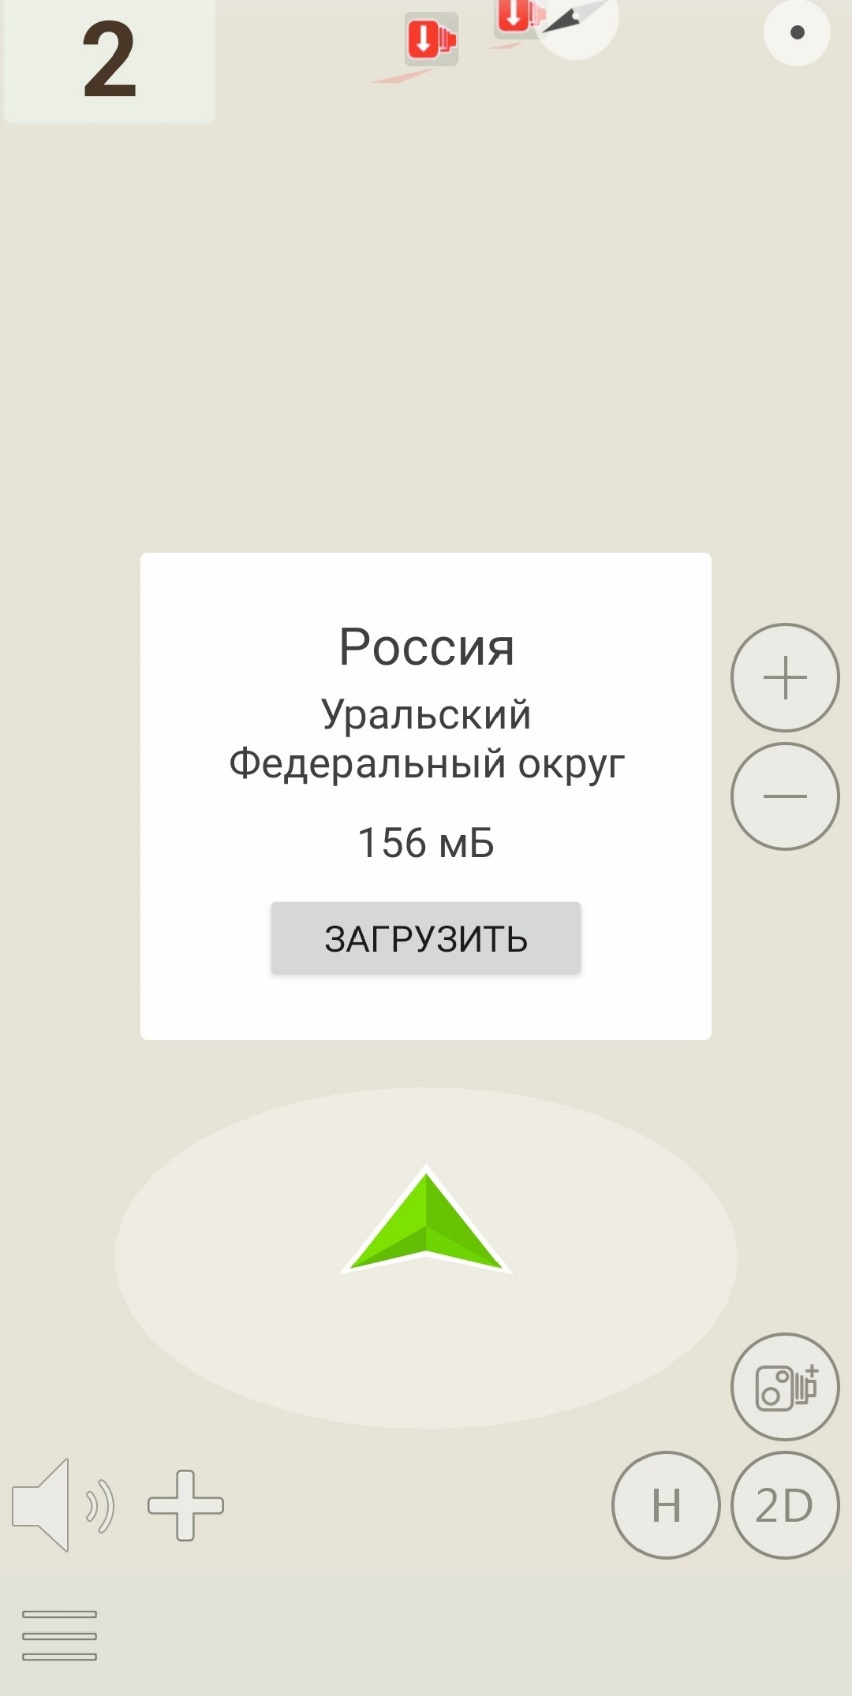 2
Россия
Уральский
Федеральный округ
156 мБ
ЗАГРУЗИТЬ
H
2D